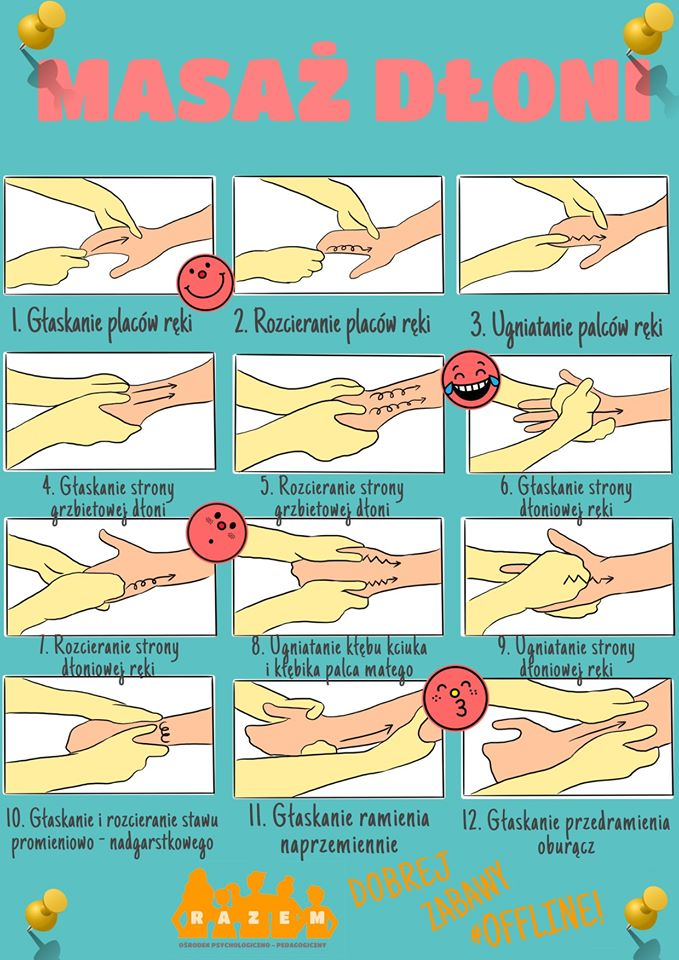 MASAŻ DŁONI
1. Głaskanie placów ręki
2. Rozcieranie placów ręki
3. Ugniatanie palców ręki
4. Głaskanie strony
grzbietowej dłoni
5. Rozcieranie strony
grzbietowej dłoni
6. Głaskanie strony
dłoniowej ręki
7. Rozcieranie strony
dłoniowej ręki
8. Ugniatanie kłębu kciuka
i kłębika palca małego
9. Ugniatanie strony
dłoniowej ręki
10. Głaskanie i rozcieranie stawu
promieniowo - nadgarstkowego
11. Głaskanie ramienia
naprzemiennie
12. Głaskanie przedramienia
oburącz
RAZEM
OŚRODEK PSYCHOLOGICZNO - PEDAGOGICZNY
DOBREJ
ZABAWY
#OFFLINE!